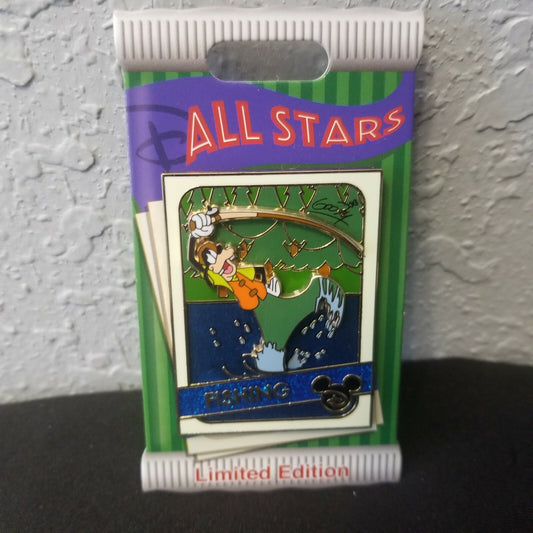 D ALL STARS
Goofy
FISHING
D
Limited Edition